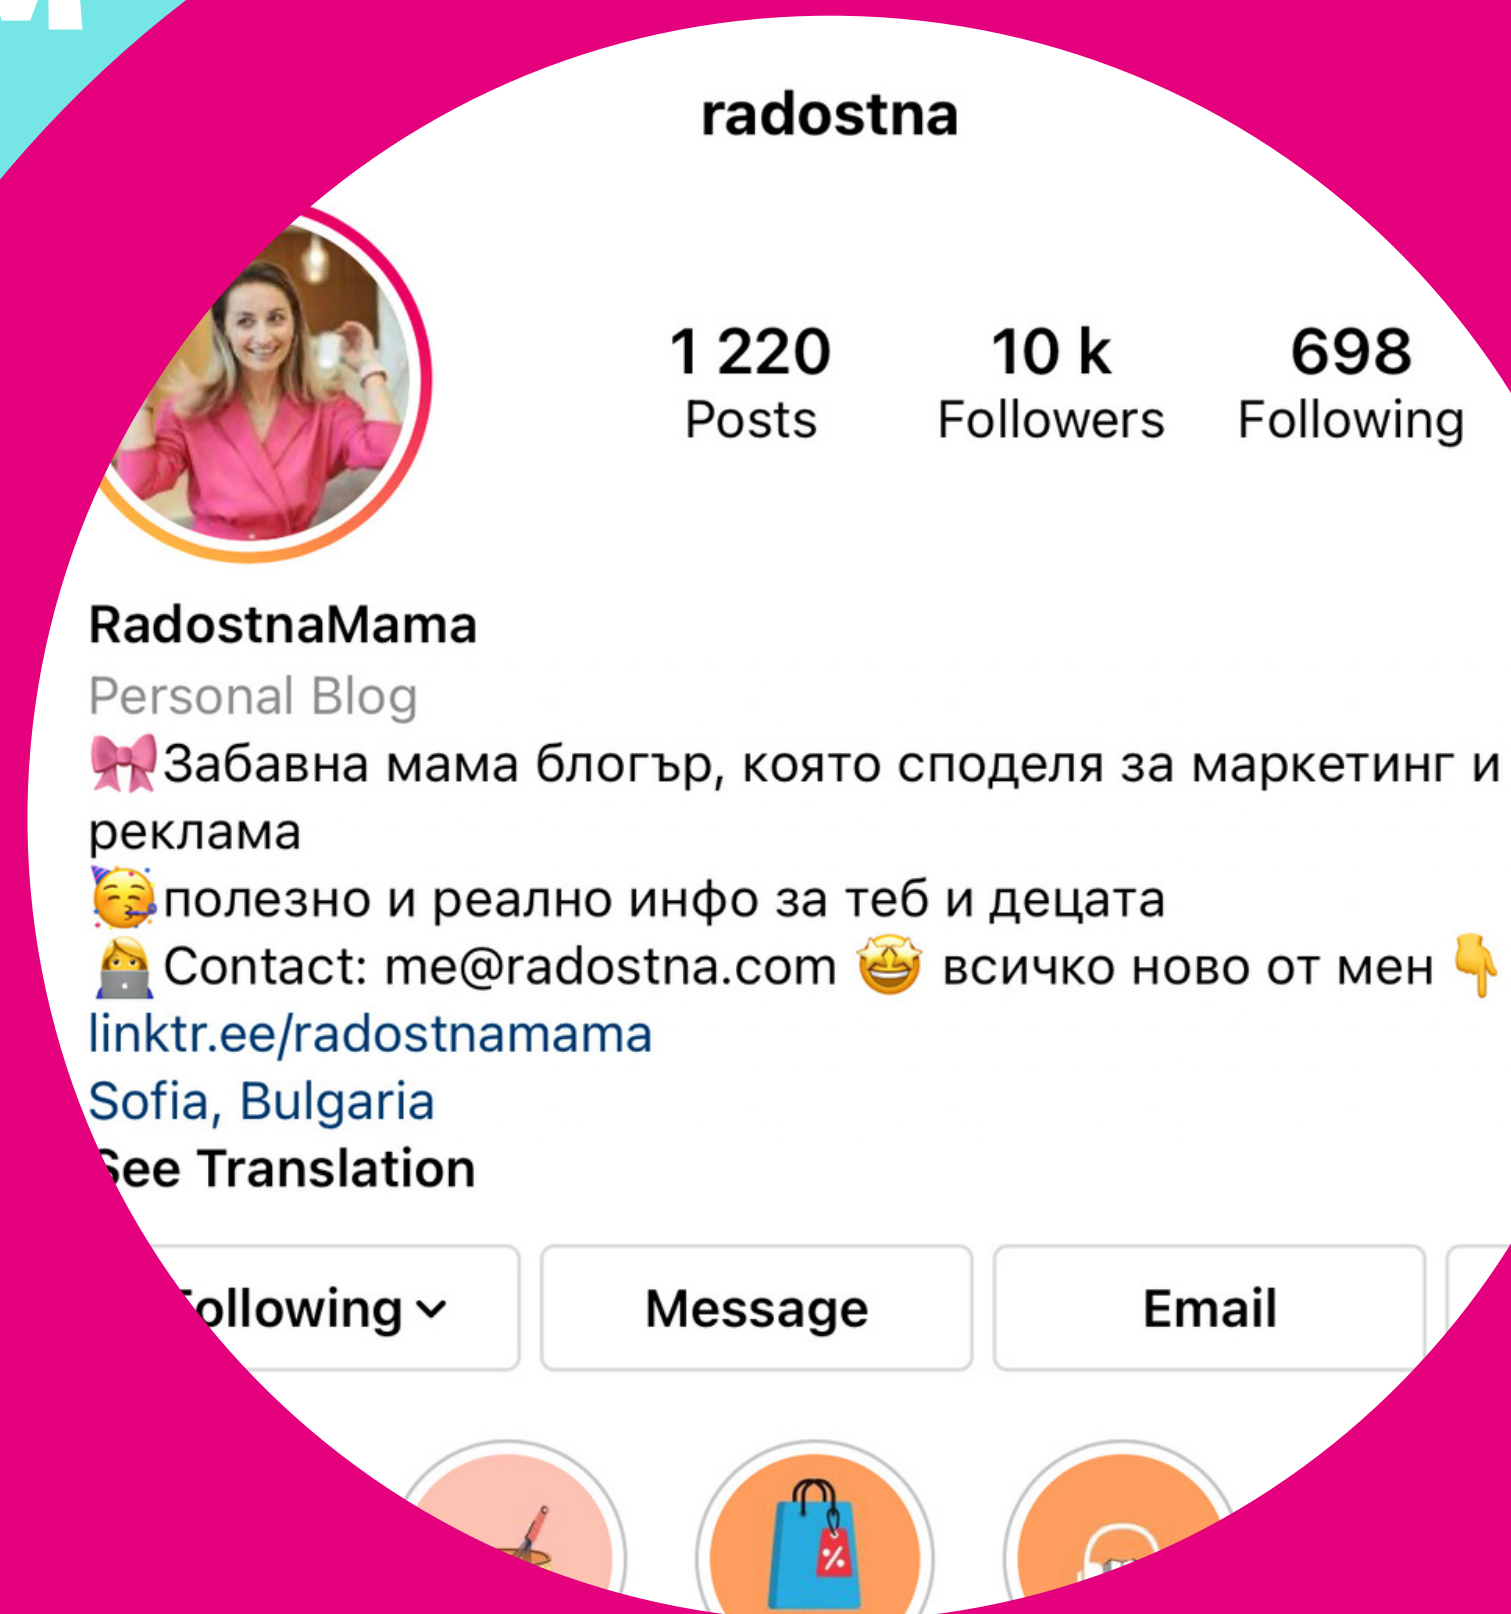 radostna
1 220 10 k 698
Posts Followers Following
RadostnaMama
Personal Blog
🎀Забавна мама блогър, която споделя за маркетинг и
реклама
🥳полезно и реално инфо за теб и децата
👩‍💻Contact: me@radostna.com 🤩 всичко ново от мен 👇
linktr.ee/radostnamama
Sofia, Bulgaria
See Translation
ollowing Message Email
%